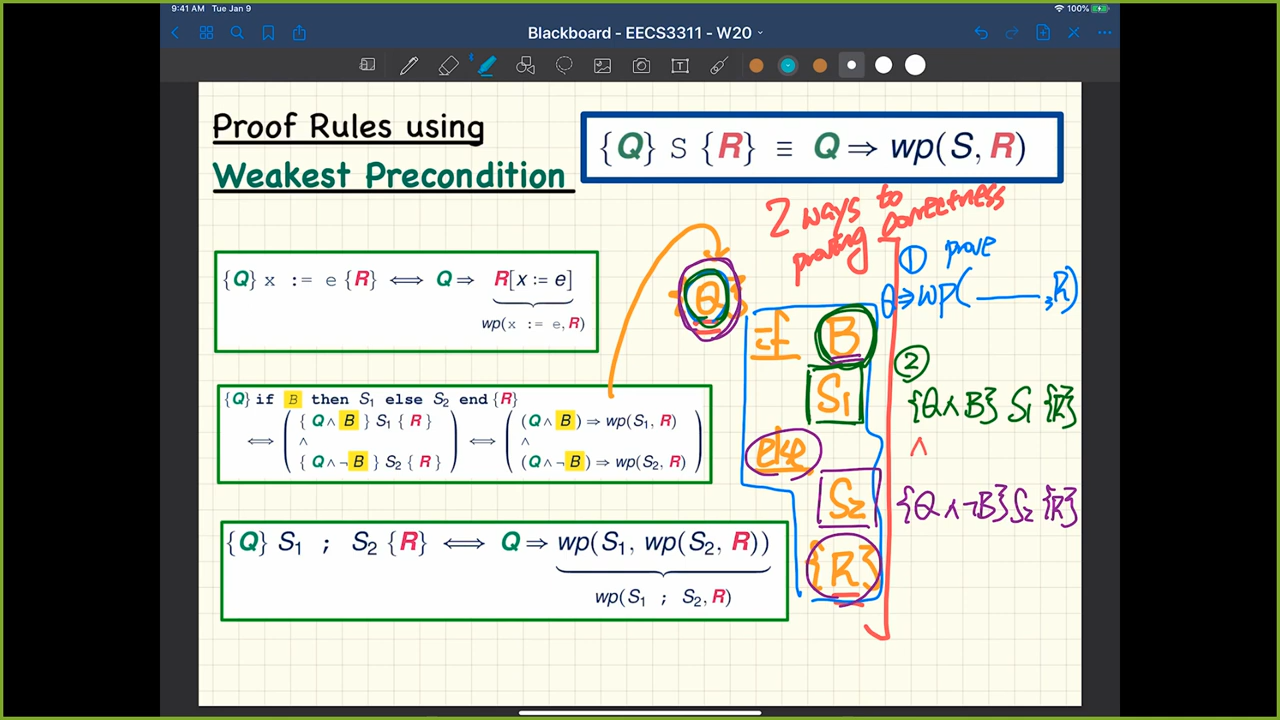 9:41 AM Tue Jan 9
100%
Blackboard - EECS3311 - W20
Proof Rules using
Weakest Precondition
{Q} S {R} ≡ Q ⇒ wp(S, R)
2 ways to
proving correctness
① prove
Q ⇒ wp( ______, R)
{Q} x := e {R} ⟺ Q ⇒ R[x := e]
wp(x := e, R)
{Q}
if B
S₁
else
S₂
{R}
②
{Q ∧ B} S₁ {R}
∧
{Q ∧ ¬B} S₂ {R}
{Q} if B then S₁ else S₂ end {R}
⟺ ( { Q ∧ B } S₁ { R } ∧ { Q ∧ ¬ B } S₂ { R } ) ⟺ ( (Q ∧ B) ⇒ wp(S₁, R) ∧ (Q ∧ ¬ B) ⇒ wp(S₂, R) )
{Q} S₁ ; S₂ {R} ⟺ Q ⇒ wp(S₁, wp(S₂, R))
wp(S₁ ; S₂, R)